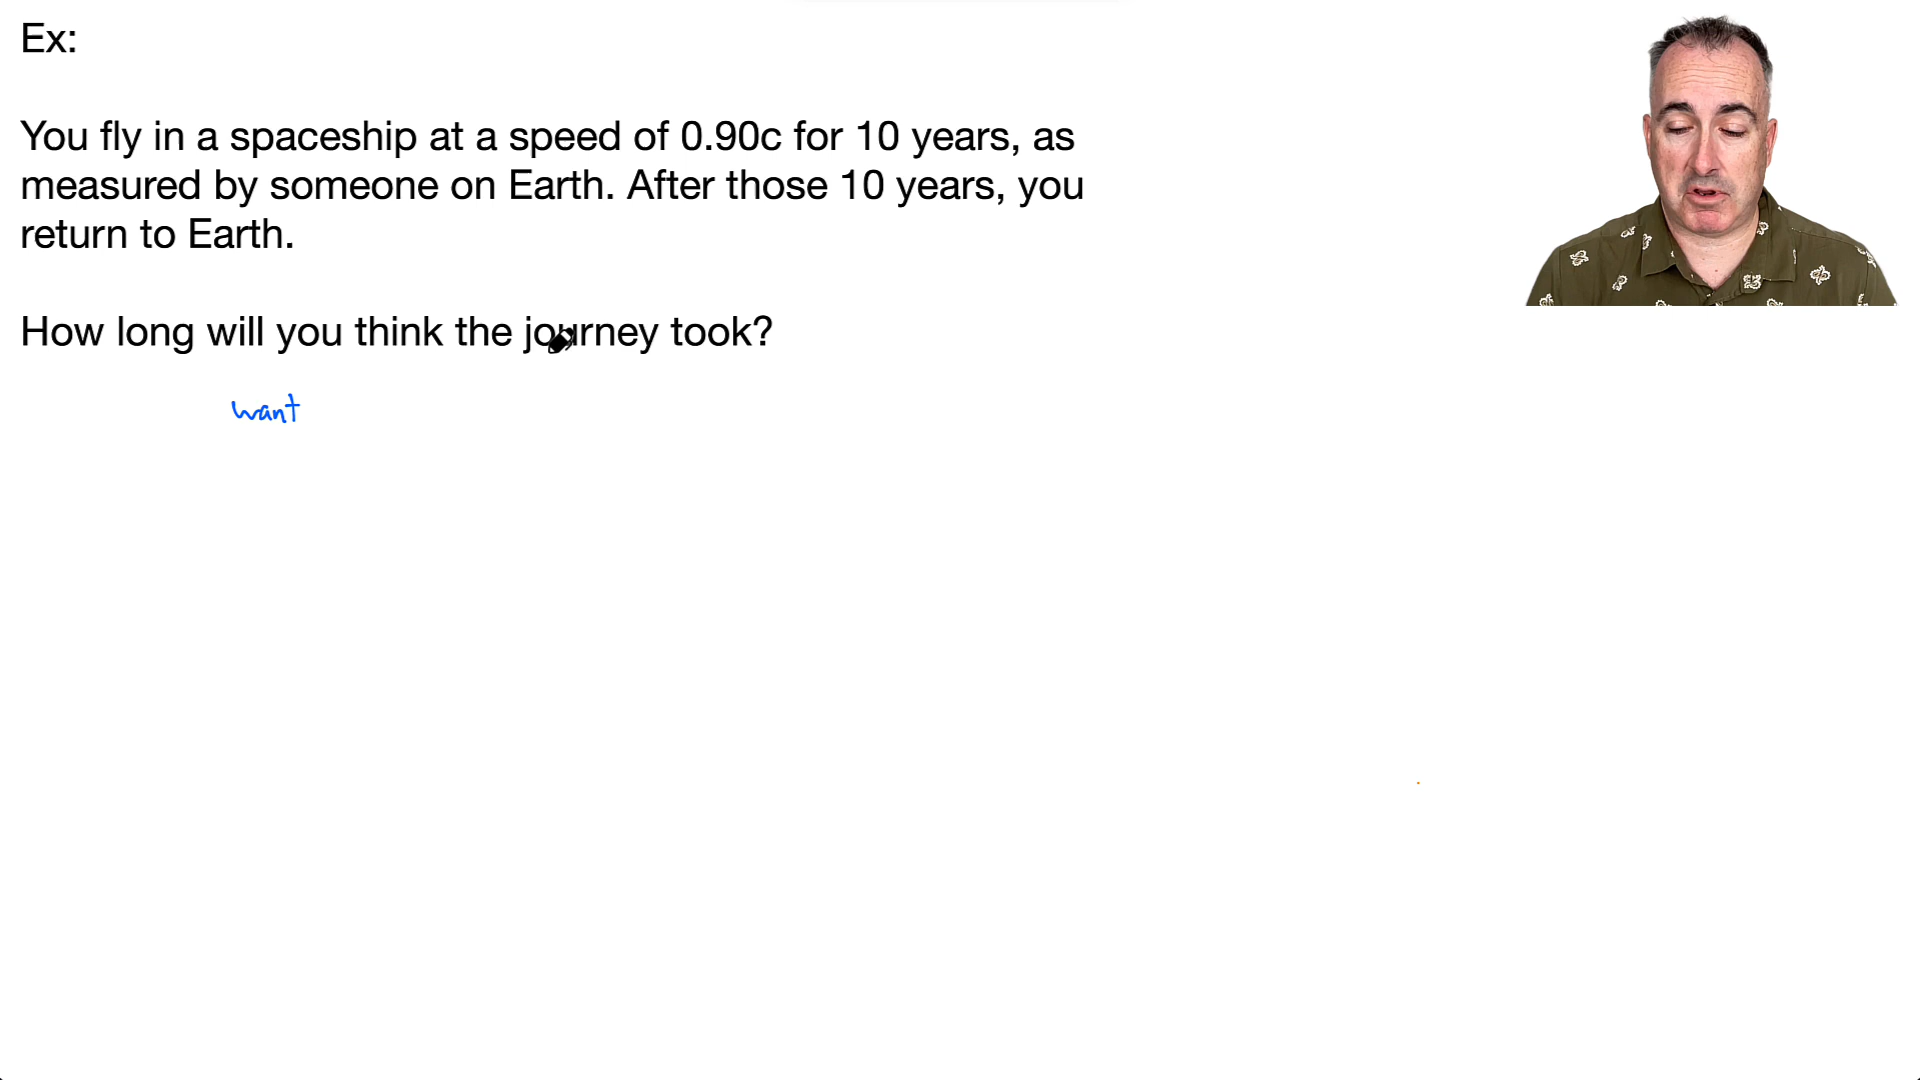 Ex:
You fly in a spaceship at a speed of 0.90c for 10 years, as
measured by someone on Earth. After those 10 years, you
return to Earth.
How long will you think the journey took?
want